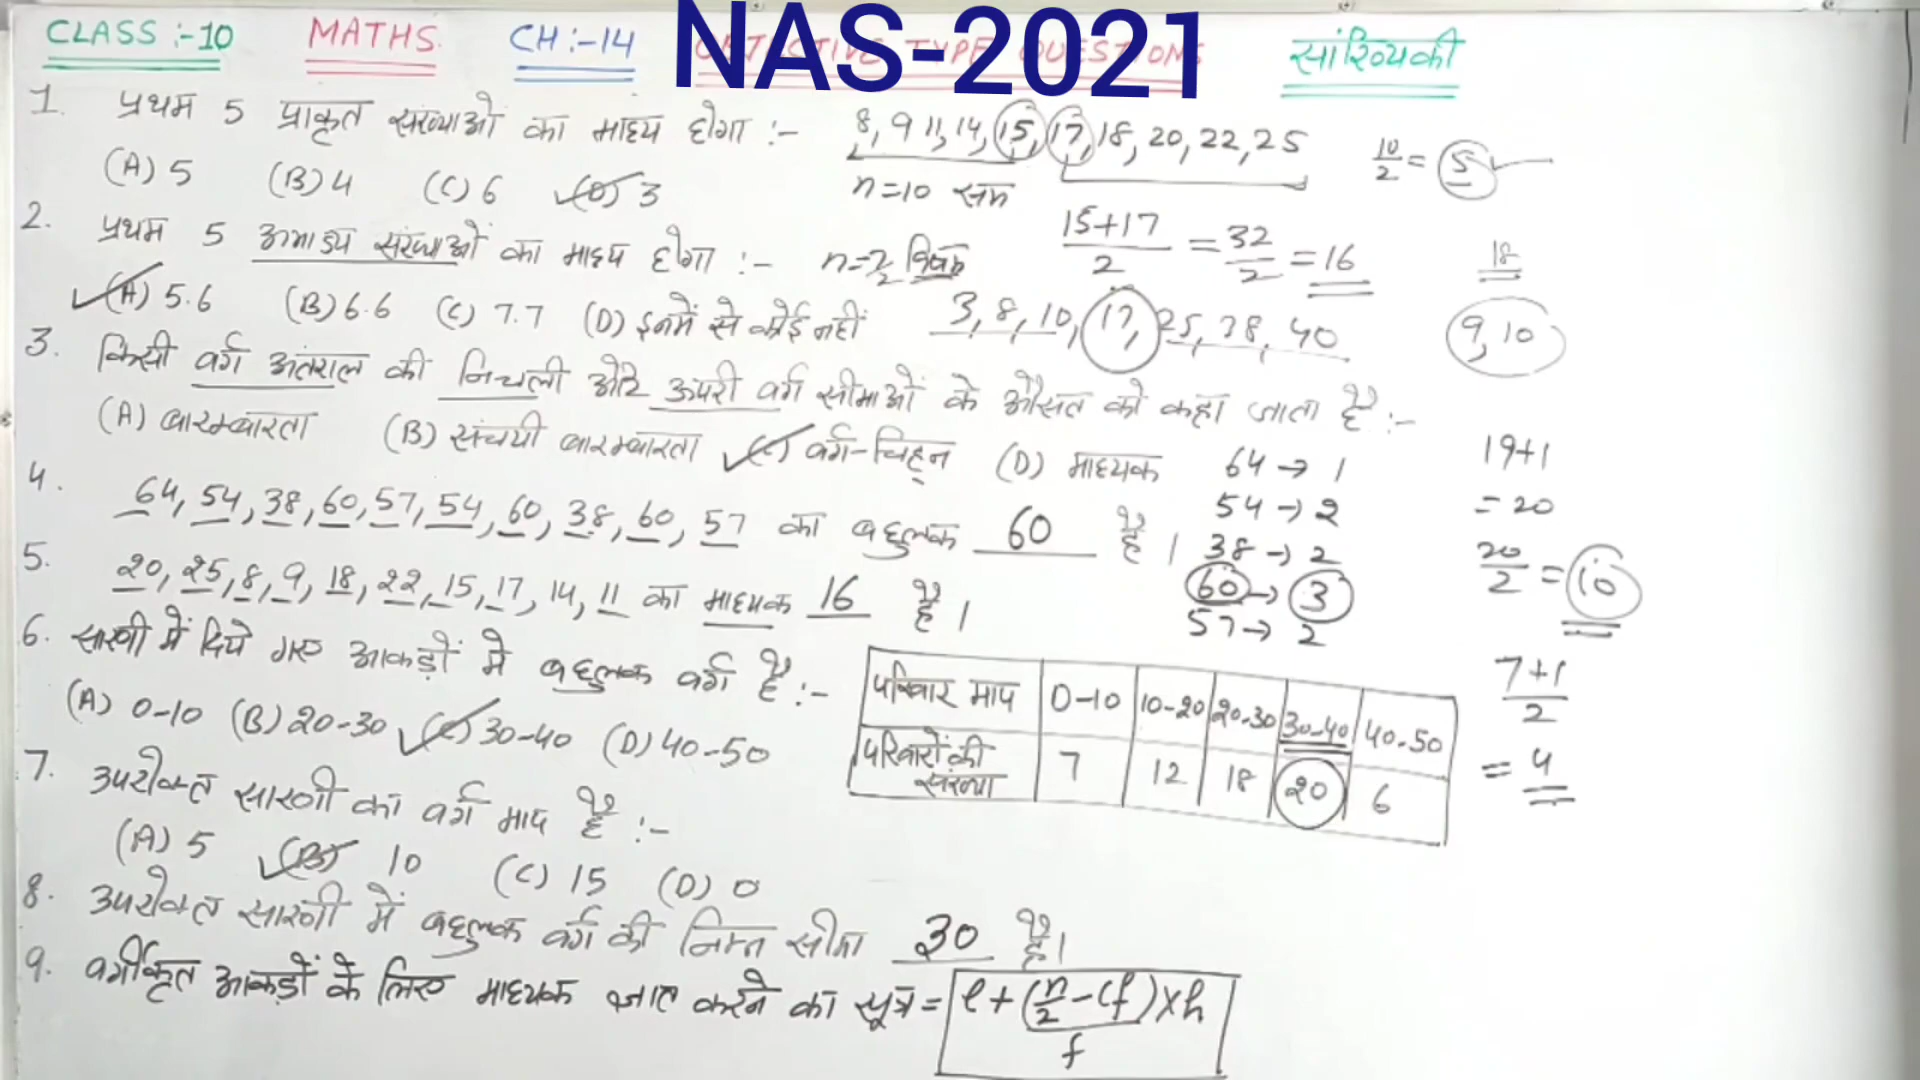 CLASS :-10 MATHS. CH :-14 OBJECTIVE TYPE QUESTIONS सांख्यिकी
NAS-2021
1. प्रथम 5 प्राकृत संख्याओं का माध्य होगा :-
(A) 5 (B) 4 (C) 6 (D) 3
8, 9 11, 14, 15, 17, 18, 20, 22, 25
n=10 सम
10/2 = 5
2. प्रथम 5 अभाज्य संख्याओं का माध्य होगा :-
(A) 5.6 (B) 6.6 (C) 7.7 (D) इनमें से कोई नहीं
n=7 विषम
(15+17)/2 = 32/2 = 16
3, 8, 10, 17, 25, 38, 40
18
9, 10
3. किसी वर्ग अंतराल की निचली और ऊपरी वर्ग सीमाओं के औसत को कहा जाता है :-
(A) बारम्बारता (B) संचयी बारम्बारता (C) वर्ग-चिह्न (D) माध्यक
4. 64, 54, 38, 60, 57, 54, 60, 38, 60, 57 का बहुलक 60 है।
64 → 1
54 → 2
38 → 2
60 → 3
57 → 2
19+1
= 20
20/2 = 10
5. 20, 25, 8, 9, 18, 22, 15, 17, 14, 11 का माध्यक 16 है।
6. सारणी में दिये गए आकड़ों में बहुलक वर्ग है :-
(A) 0-10 (B) 20-30 (C) 30-40 (D) 40-50
परिवार माप 0-10 10-20 20-30 30-40 40-50
परिवारों की संख्या 7 12 18 20 6
(7+1)/2
= 4
7. उपरोक्त सारणी का वर्ग माप है :-
(A) 5 (B) 10 (C) 15 (D) 0
8. उपरोक्त सारणी में बहुलक वर्ग की निम्न सीमा 30 है।
9. वर्गीकृत आकड़ों के लिए माध्यक ज्ञात करने का सूत्र = l + (n/2 - cf)/f × h